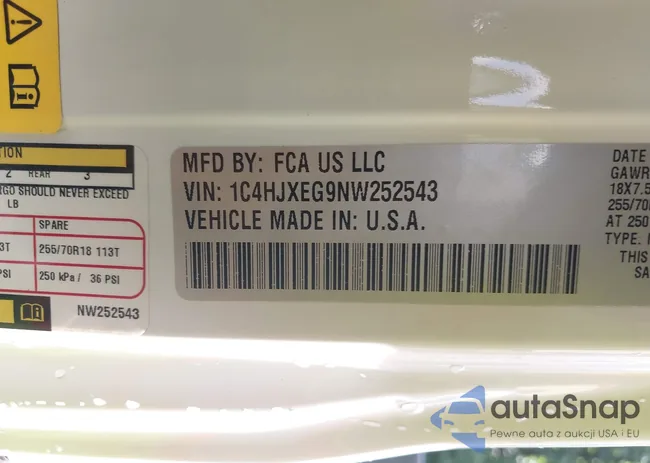 TION
2 REAR 3
RGO SHOULD NEVER EXCEED
LB
SPARE
3T 255/70R18 113T
PSI 250 kPa / 36 PSI
NW252543
MFD BY: FCA US LLC
VIN: 1C4HJXEG9NW252543
VEHICLE MADE IN: U.S.A.
DATE
GAWR
18X7.5
255/70
AT 250
TYPE.
THIS
SA
autaSnap
Pewne auta z aukcji USA i EU